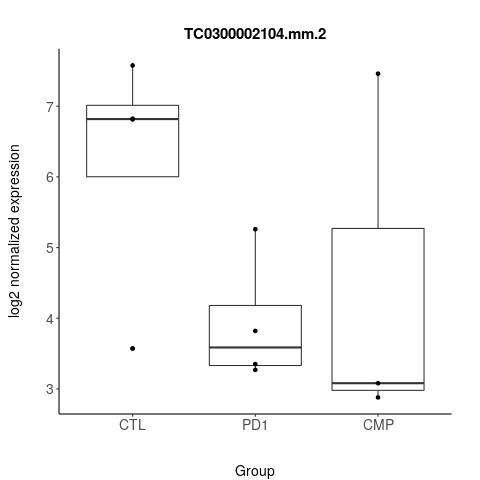 TC0300002104.mm.2
log2 normalized expression
7
6
5
4
3
CTL PD1 CMP
Group